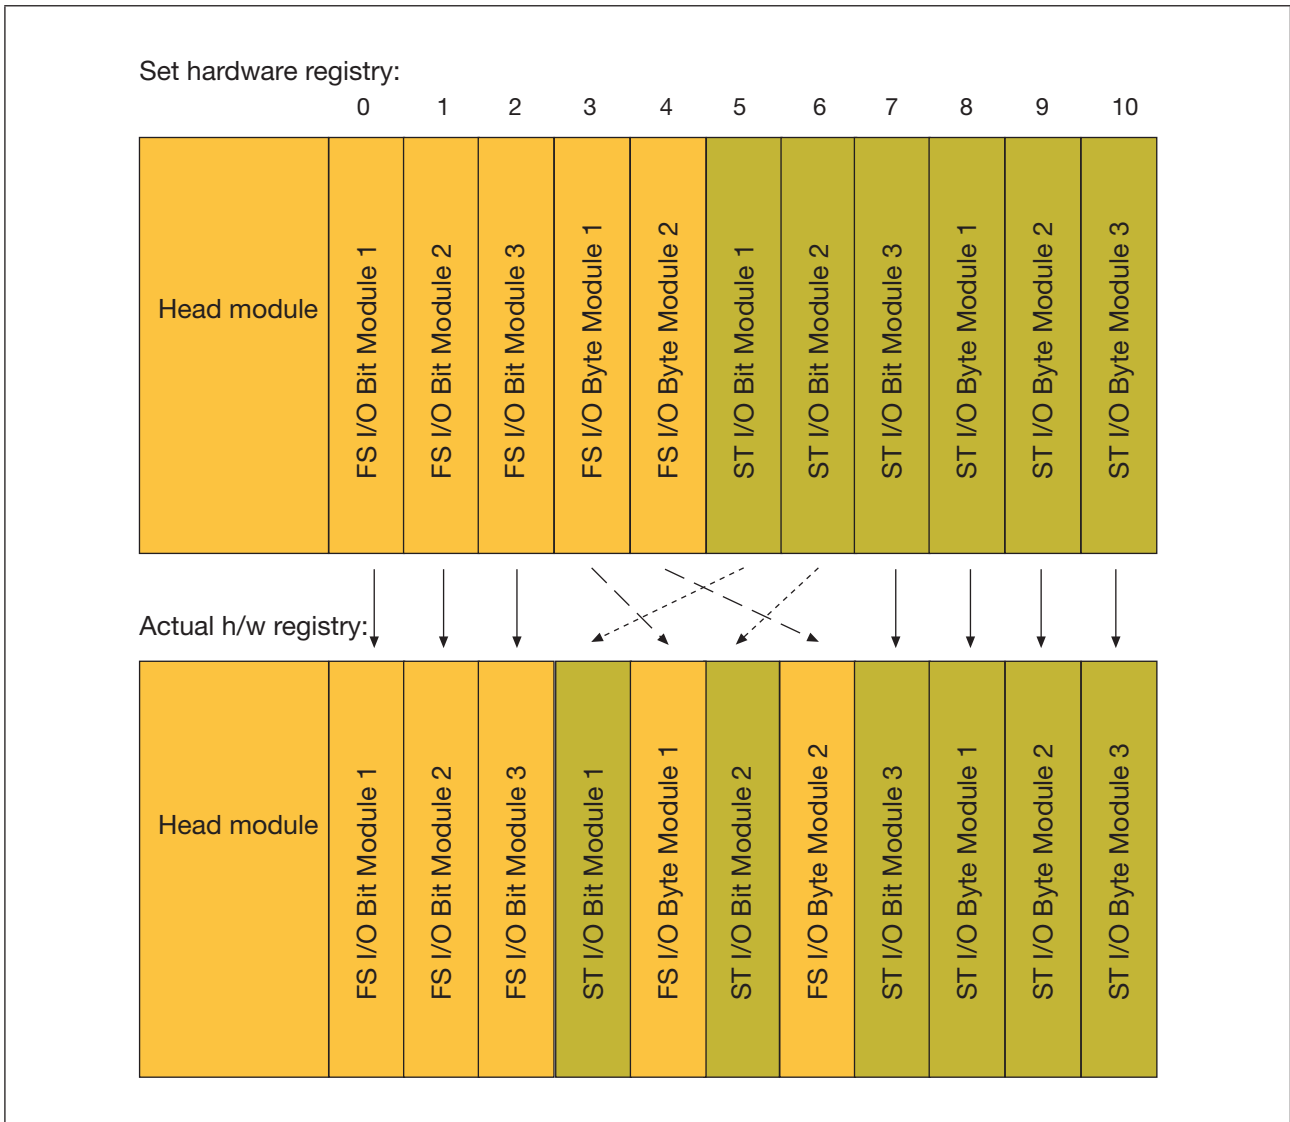 Set hardware registry:
0 1 2 3 4 5 6 7 8 9 10
Head module
FS I/O Bit Module 1
FS I/O Bit Module 2
FS I/O Bit Module 3
FS I/O Byte Module 1
FS I/O Byte Module 2
ST I/O Bit Module 1
ST I/O Bit Module 2
ST I/O Bit Module 3
ST I/O Byte Module 1
ST I/O Byte Module 2
ST I/O Byte Module 3
Actual h/w registry:
Head module
FS I/O Bit Module 1
FS I/O Bit Module 2
FS I/O Bit Module 3
ST I/O Bit Module 1
FS I/O Byte Module 1
ST I/O Bit Module 2
FS I/O Byte Module 2
ST I/O Bit Module 3
ST I/O Byte Module 1
ST I/O Byte Module 2
ST I/O Byte Module 3